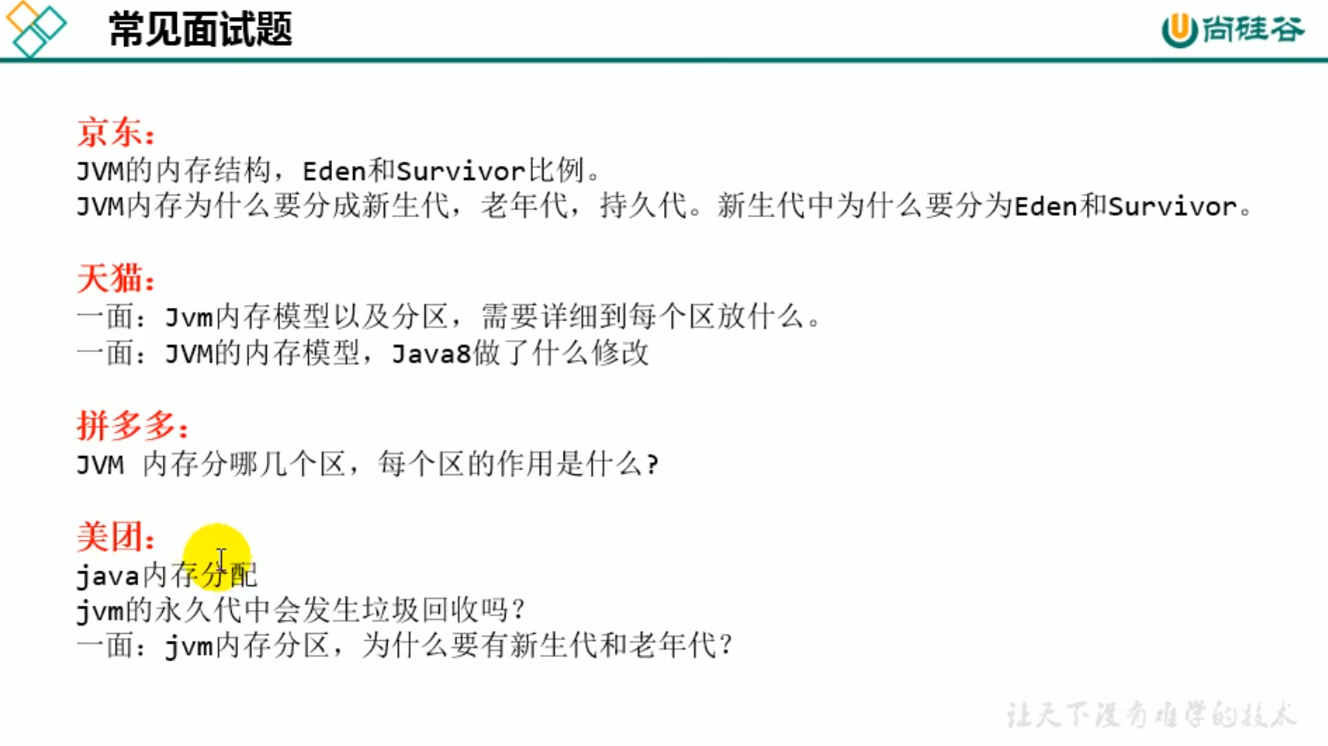 常见面试题
尚硅谷
京东：
JVM的内存结构，Eden和Survivor比例。
JVM内存为什么要分成新生代，老年代，持久代。新生代中为什么要分为Eden和Survivor。
天猫：
一面：Jvm内存模型以及分区，需要详细到每个区放什么。
一面：JVM的内存模型，Java8做了什么修改
拼多多：
JVM 内存分哪几个区，每个区的作用是什么?
美团：
java内存分配
jvm的永久代中会发生垃圾回收吗？
一面：jvm内存分区，为什么要有新生代和老年代？
让天下没有难学的技术